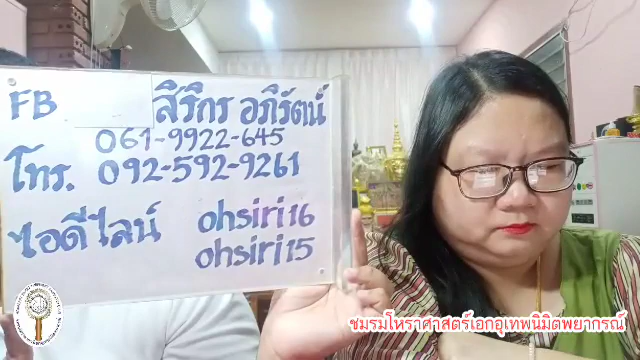 FB สิริกร อภิรัตน์
061-9922-645
โทร. 092-592-9261
ไอดีไลน์ ohsiri16
ohsiri15
ชมรมโหราศาสตร์เอกอุเทพนิมิตพยากรณ์